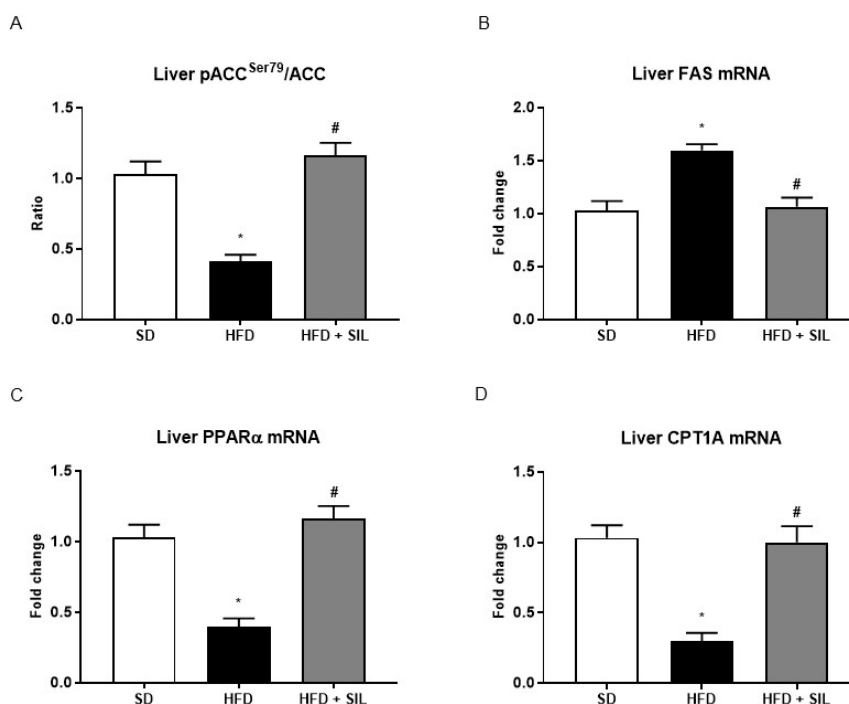 A
Liver pACC^Ser79/ACC
Ratio
1.5
1.0
0.5
0.0
*
#
SD
HFD
HFD + SIL
B
Liver FAS mRNA
Fold change
2.0
1.5
1.0
0.5
0.0
*
#
SD
HFD
HFD + SIL
C
Liver PPARα mRNA
Fold change
1.5
1.0
0.5
0.0
*
#
SD
HFD
HFD + SIL
D
Liver CPT1A mRNA
Fold change
1.5
1.0
0.5
0.0
*
#
SD
HFD
HFD + SIL